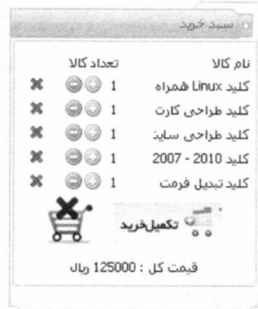 سبد خرید
نام کالا تعداد کالا
کلید Linux همراه 1
کلید طراحی کارت 1
کلید طراحی سایت 1
کلید 2010 - 2007 1
کلید تبدیل فرمت 1
تکمیل خرید
قیمت کل : 125000 ریال